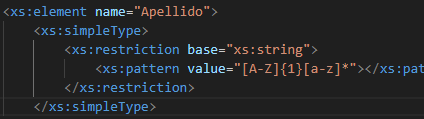 <xs:element name="Apellido">
<xs:simpleType>
<xs:restriction base="xs:string">
<xs:pattern value="[A-Z]{1}[a-z]*"></xs:pat
</xs:restriction>
</xs:simpleType>